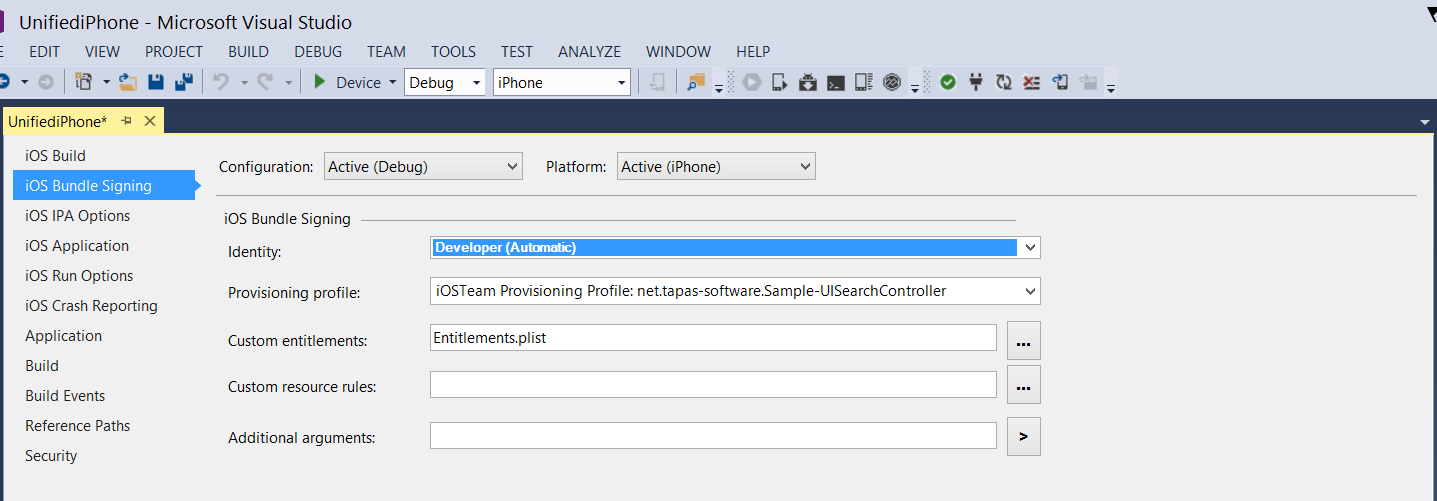 UnifiediPhone - Microsoft Visual Studio
E EDIT VIEW PROJECT BUILD DEBUG TEAM TOOLS TEST ANALYZE WINDOW HELP
Device Debug iPhone
UnifiediPhone*
iOS Build
iOS Bundle Signing
iOS IPA Options
iOS Application
iOS Run Options
iOS Crash Reporting
Application
Build
Build Events
Reference Paths
Security
Configuration: Active (Debug) Platform: Active (iPhone)
iOS Bundle Signing
Identity: Developer (Automatic)
Provisioning profile: iOSTeam Provisioning Profile: net.tapas-software.Sample-UISearchController
Custom entitlements: Entitlements.plist ...
Custom resource rules: ...
Additional arguments: >